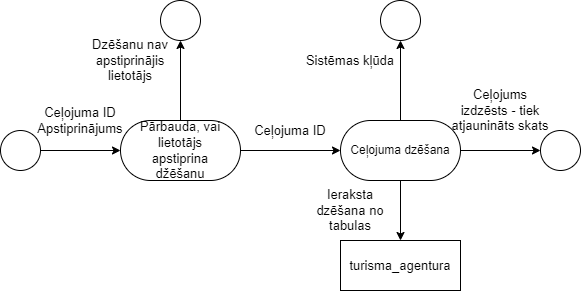 Dzēšanu nav
apstiprinājis
lietotājs
Sistēmas kļūda
Ceļojuma ID
Apstiprinājums
Pārbauda, vai
lietotājs
apstiprina
džēšanu
Ceļojuma ID
Ceļojuma dzēšana
Ceļojums
izdzēsts - tiek
atjaunināts skats
Ieraksta
dzēšana no
tabulas
turisma_agentura